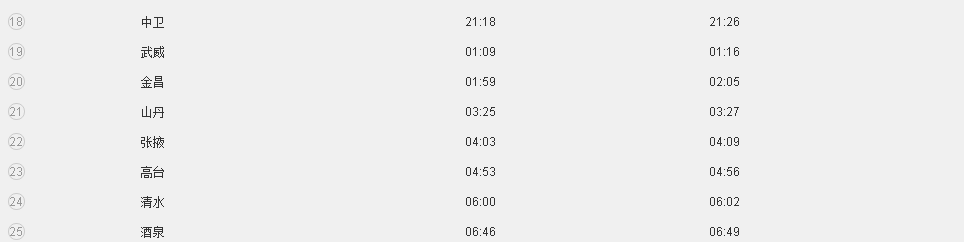 18 中卫 21:18 21:26
19 武威 01:09 01:16
20 金昌 01:59 02:05
21 山丹 03:25 03:27
22 张掖 04:03 04:09
23 高台 04:53 04:56
24 清水 06:00 06:02
25 酒泉 06:46 06:49